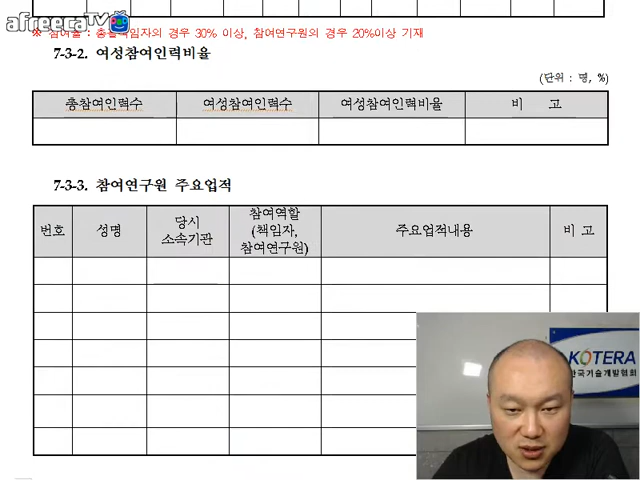 afreecaTV
※ 참여율 : 총괄책임자의 경우 30% 이상, 참여연구원의 경우 20%이상 기재
7-3-2. 여성참여인력비율
(단위 : 명, %)
총참여인력수 여성참여인력수 여성참여인력비율 비 고
7-3-3. 참여연구원 주요업적
번호 성명 당시 소속기관 참여역할 (책임자, 참여연구원) 주요업적내용 비 고
KOTERA
한국기술개발협회